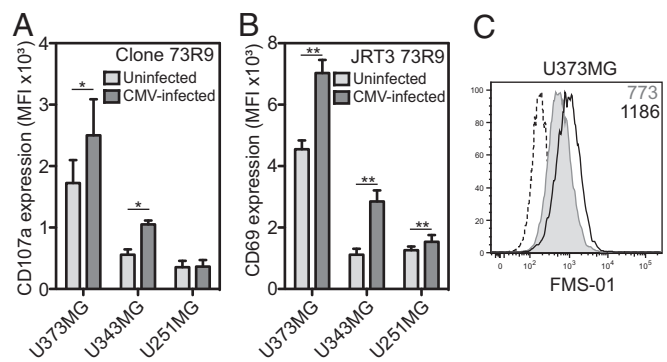 A
Clone 73R9
Uninfected
CMV-infected
CD107a expression (MFI x10³)
4
3
2
1
0
*
*
U373MG
U343MG
U251MG
B
JRT3 73R9
Uninfected
CMV-infected
CD69 expression (MFI x10³)
8
6
4
2
0
**
**
**
U373MG
U343MG
U251MG
C
U373MG
773
1186
100
80
60
40
20
0
0
10²
10³
10⁴
10⁵
FMS-01